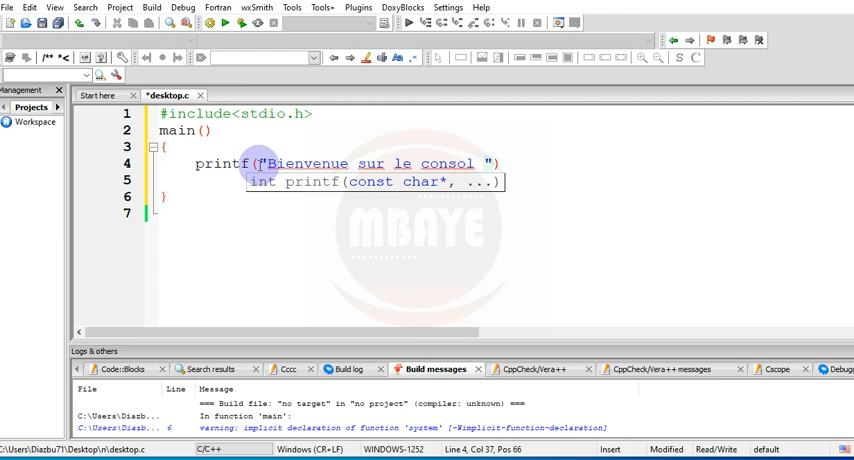 File Edit View Search Project Build Debug Fortran wxSmith Tools Tools+ Plugins DoxyBlocks Settings Help
/** *<
Aa .*
S C
Management
Start here *desktop.c
Projects
Workspace
1 #include<stdio.h>
2 main()
3 {
4 printf("Bienvenue sur le consol ")
5 int printf(const char*, ...)
6 }
7
MBAYE
Logs & others
Code::Blocks Search results Cccc Build log Build messages CppCheck/Vera++ CppCheck/Vera++ messages Cscope Debugg
File Line Message
=== Build file: "no target" in "no project" (compiler: unknown) ===
C:\Users\Diazb... In function 'main':
C:\Users\Diazb... 6 warning: implicit declaration of function 'system' [-Wimplicit-function-declaration]
C:\Users\Diazbu71\Desktop\n\desktop.c C/C++ Windows (CR+LF) WINDOWS-1252 Line 4, Col 37, Pos 66 Insert Modified Read/Write default